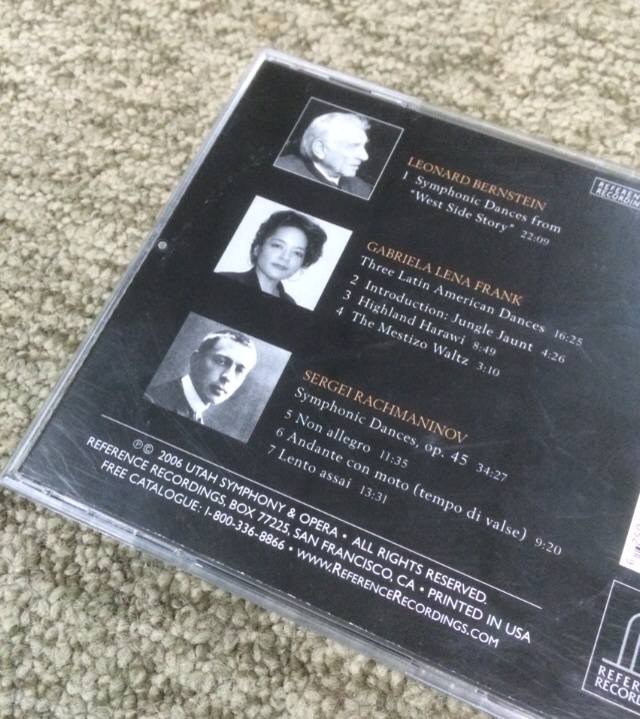 LEONARD BERNSTEIN
1 Symphonic Dances from
"West Side Story" 22:09
GABRIELA LENA FRANK
Three Latin American Dances 16:25
2 Introduction: Jungle Jaunt 4:26
3 Highland Harawi 8:49
4 The Mestizo Waltz 3:10
SERGEI RACHMANINOV
Symphonic Dances, op. 45 34:27
5 Non allegro 11:35
6 Andante con moto (tempo di valse) 9:20
7 Lento assai 13:31
℗© 2006 UTAH SYMPHONY & OPERA • ALL RIGHTS RESERVED.
REFERENCE RECORDINGS, BOX 77225, SAN FRANCISCO, CA • PRINTED IN USA
FREE CATALOGUE: 1-800-336-8866 • WWW.REFERENCERECORDINGS.COM